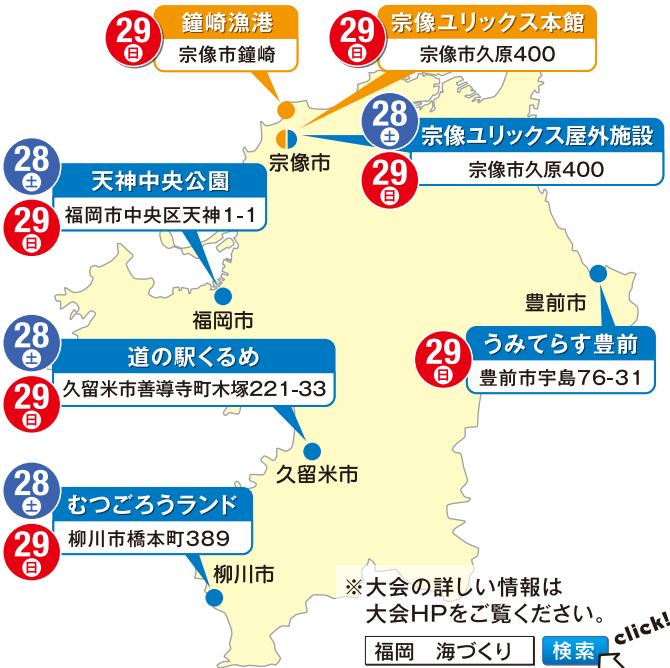 29
日
鐘崎漁港
宗像市鐘崎
29
日
宗像ユリックス本館
宗像市久原400
28
土
29
日
宗像ユリックス屋外施設
宗像市久原400
宗像市
28
土
29
日
天神中央公園
福岡市中央区天神1-1
福岡市
豊前市
29
日
うみてらす豊前
豊前市宇島76-31
28
土
29
日
道の駅くるめ
久留米市善導寺町木塚221-33
久留米市
28
土
29
日
むつごろうランド
柳川市橋本町389
柳川市
※大会の詳しい情報は
大会HPをご覧ください。
福岡　海づくり
検索
click!